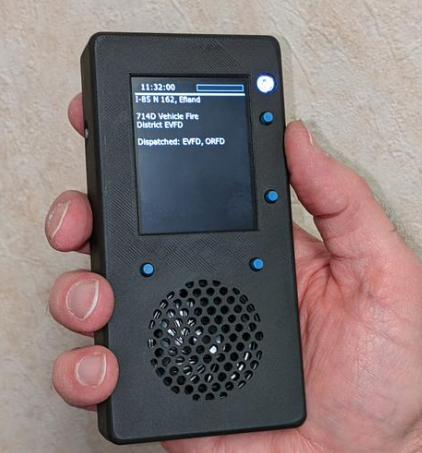 11:32:00
I-85 N 162, Efland
714D Vehicle Fire
District EVFD
Dispatched: EVFD, ORFD